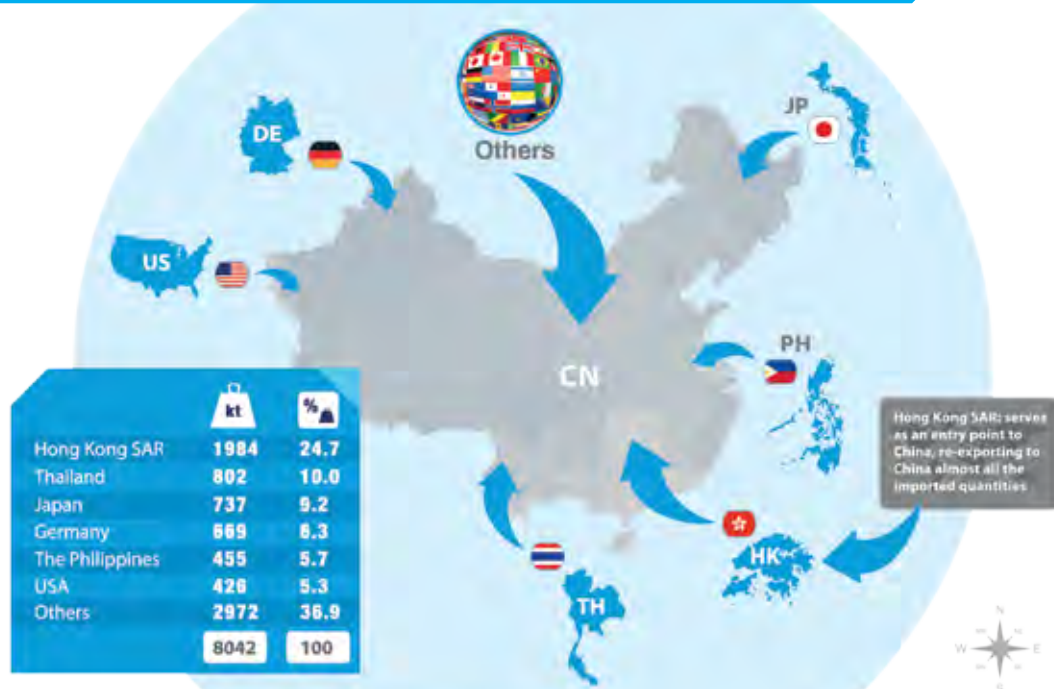 DE
Others
JP
US
PH
CN
Hong Kong SAR: serves
as an entry point to
China, re-exporting to
China almost all the
imported quantities
kt %
Hong Kong SAR 1984 24.7
Thailand 802 10.0
Japan 737 9.2
Germany 669 8.3
The Philippines 455 5.7
USA 426 5.3
Others 2972 36.9
8042 100
HK
TH
N
W E
S